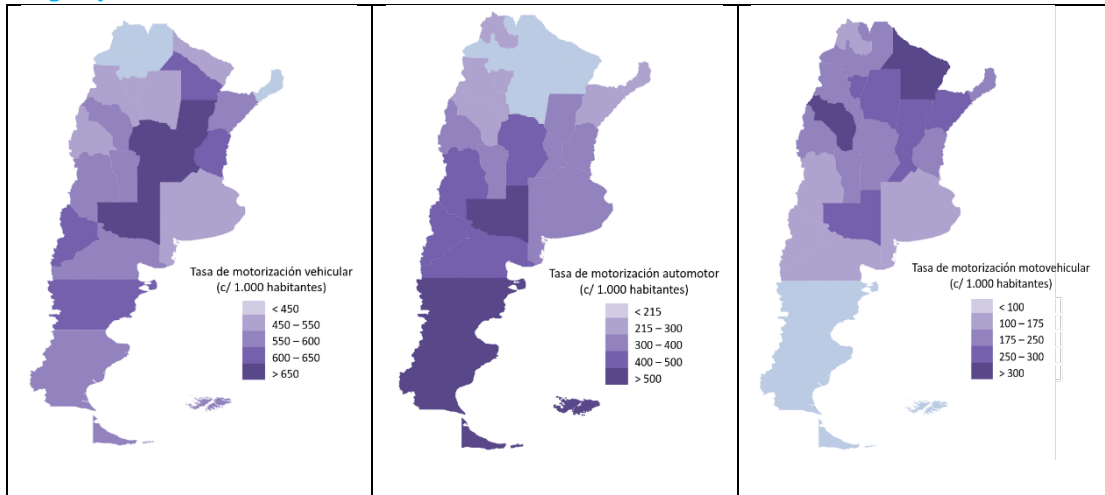 Tasa de motorización vehicular
(c/ 1.000 habitantes)
< 450
450 – 550
550 – 600
600 – 650
> 650
Tasa de motorización automotor
(c/ 1.000 habitantes)
< 215
215 – 300
300 – 400
400 – 500
> 500
Tasa de motorización motovehicular
(c/ 1.000 habitantes)
< 100
100 – 175
175 – 250
250 – 300
> 300